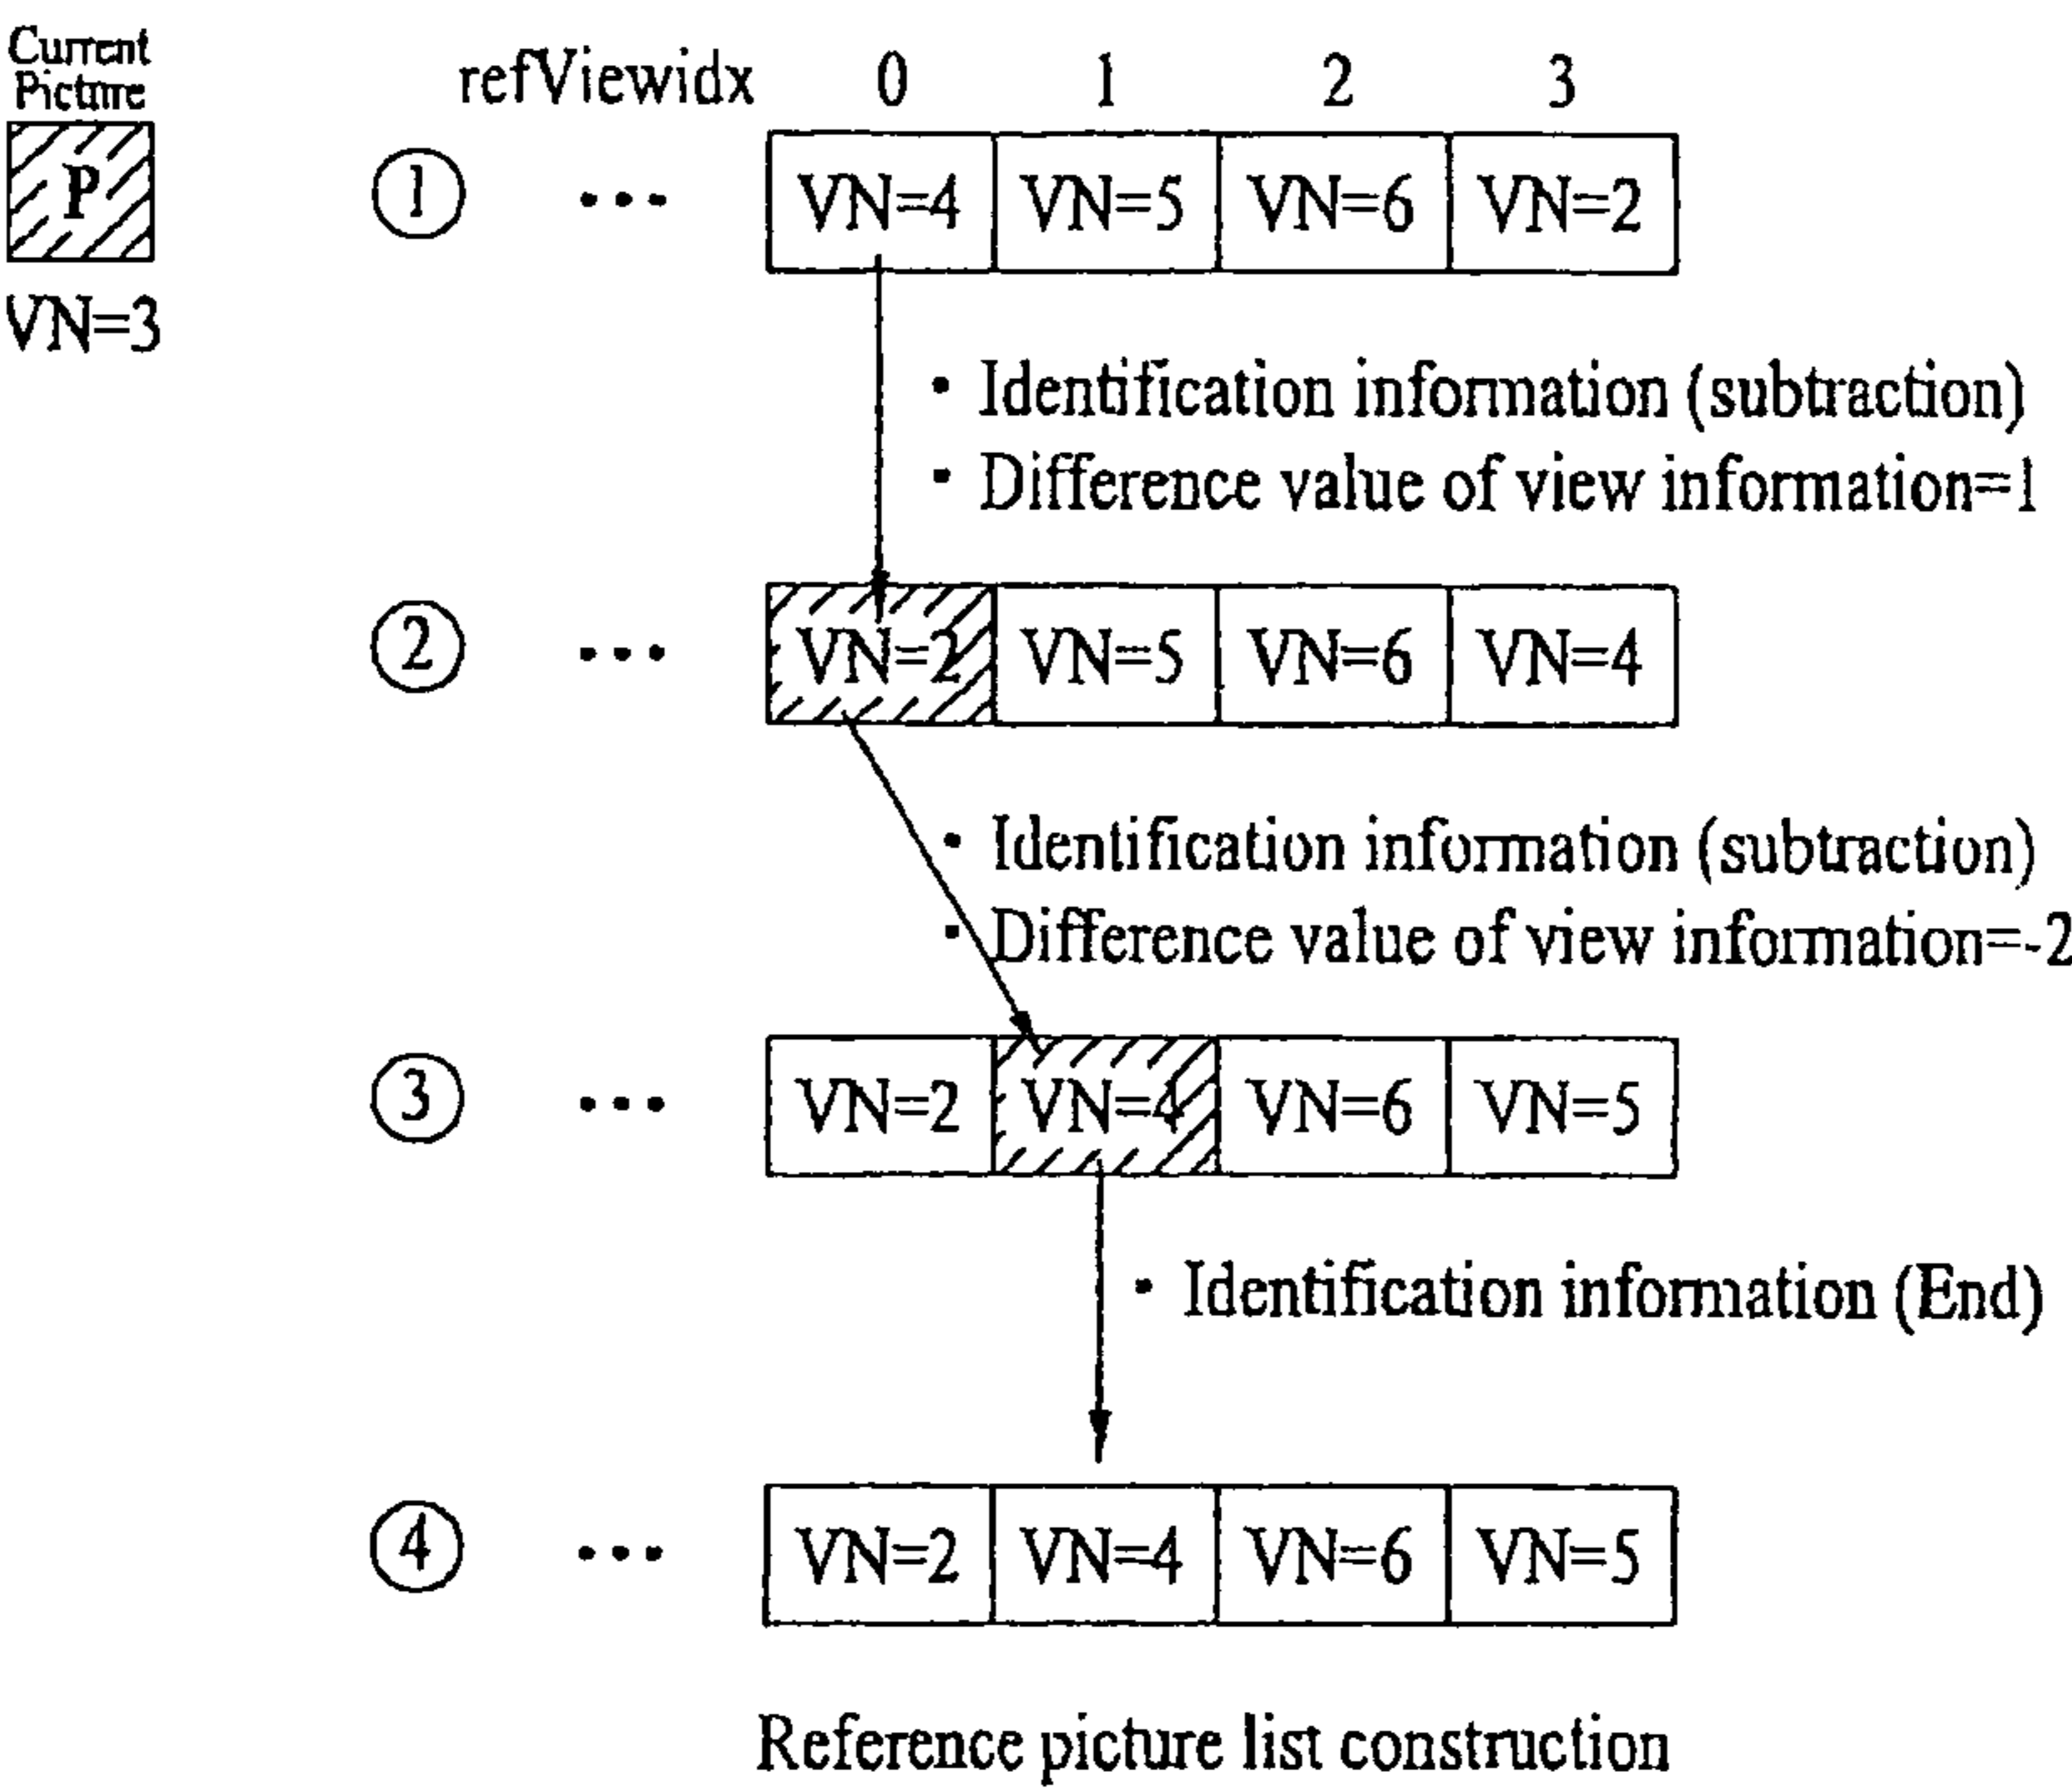 Current
Picture
P
VN=3
refViewidx 0 1 2 3
① ... VN=4 VN=5 VN=6 VN=2
• Identification information (subtraction)
• Difference value of view information=1
② ... VN=2 VN=5 VN=6 VN=4
• Identification information (subtraction)
• Difference value of view information=-2
③ ... VN=2 VN=4 VN=6 VN=5
• Identification information (End)
④ ... VN=2 VN=4 VN=6 VN=5
Reference picture list construction